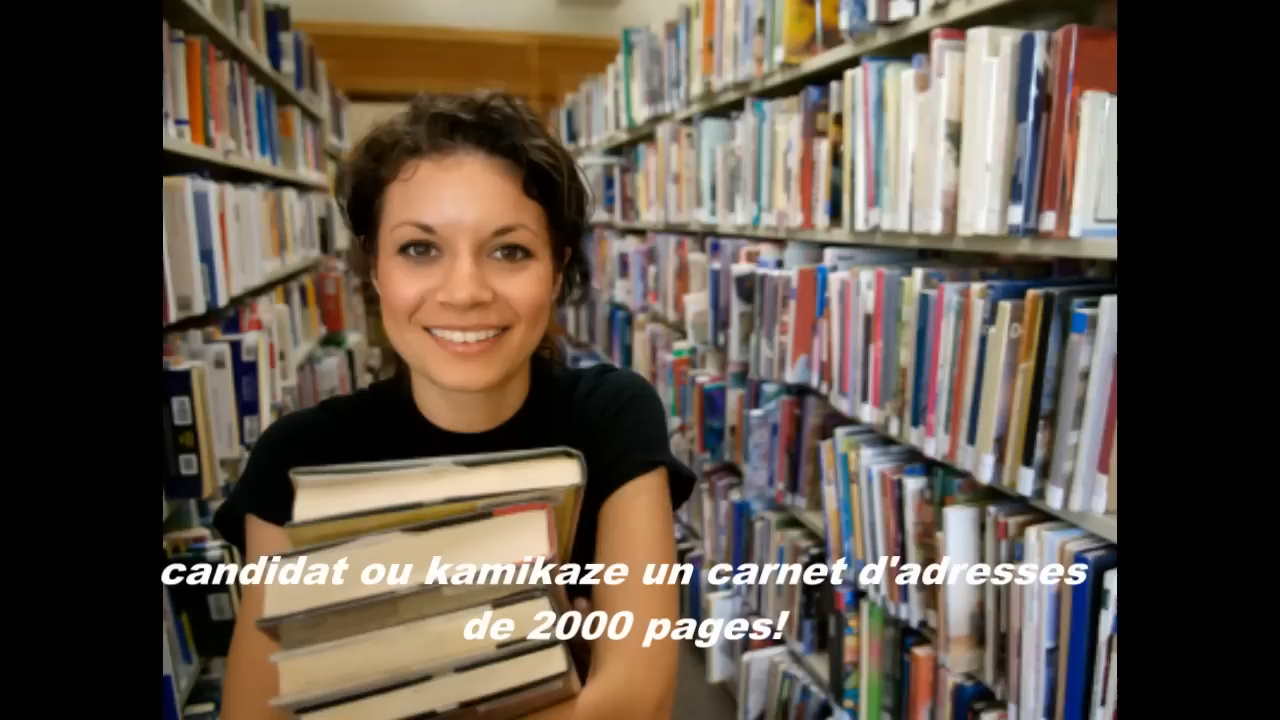 candidat ou kamikaze un carnet d'adresses
de 2000 pages!